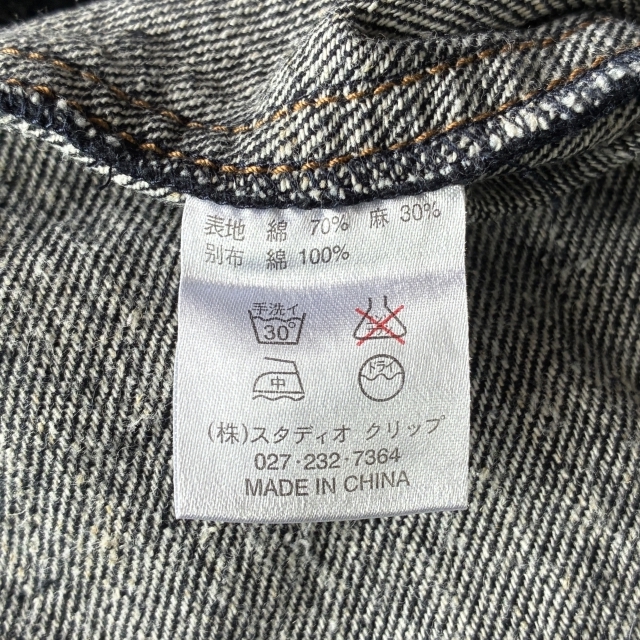 表地 綿 70% 麻 30%
別布 綿 100%
手洗イ
30°
中 ドライ
(株)スタディオ クリップ
027・232・7364
MADE IN CHINA